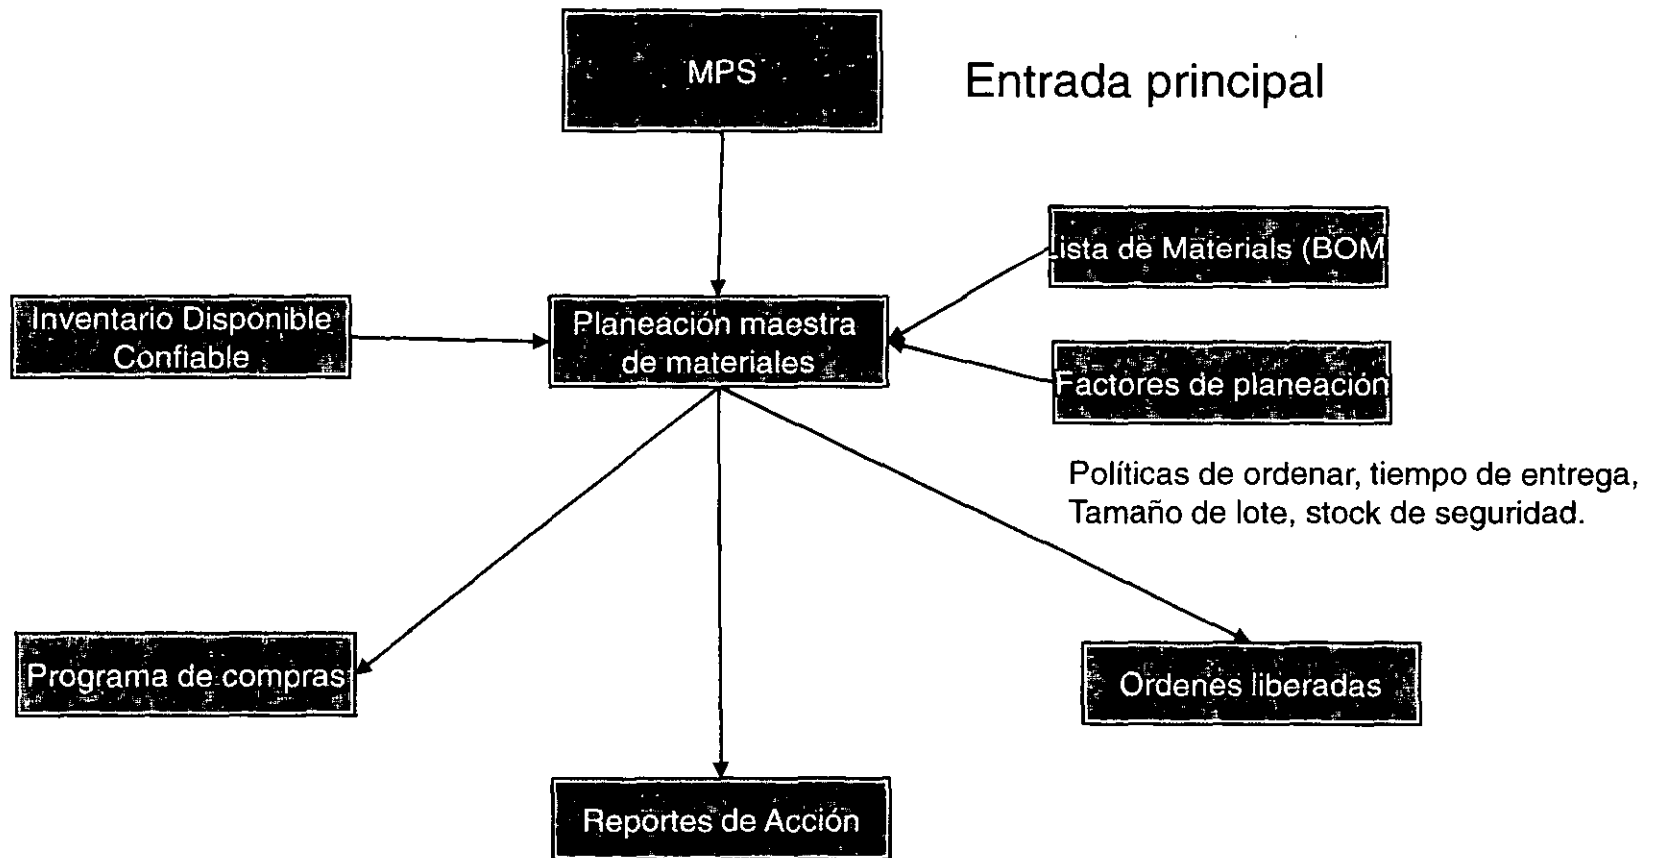 MPS
Entrada principal
Lista de Materials (BOM
Inventario Disponible
Confiable
Planeación maestra
de materiales
Factores de planeación
Políticas de ordenar, tiempo de entrega,
Tamaño de lote, stock de seguridad.
Programa de compras
Ordenes liberadas
Reportes de Acción